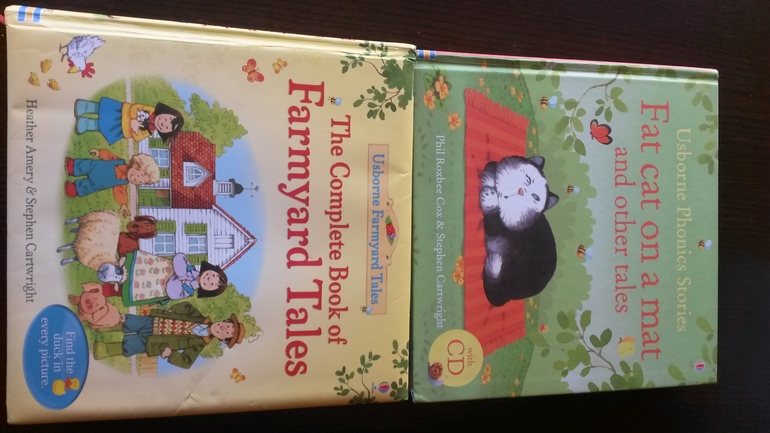 Usborne Farmyard Tales
The Complete Book of
Farmyard Tales
Find the
duck in
every picture.
Heather Amery & Stephen Cartwright
Usborne Phonics Stories
Fat cat on a mat
and other tales
with
CD
Phil Roxbee Cox & Stephen Cartwright